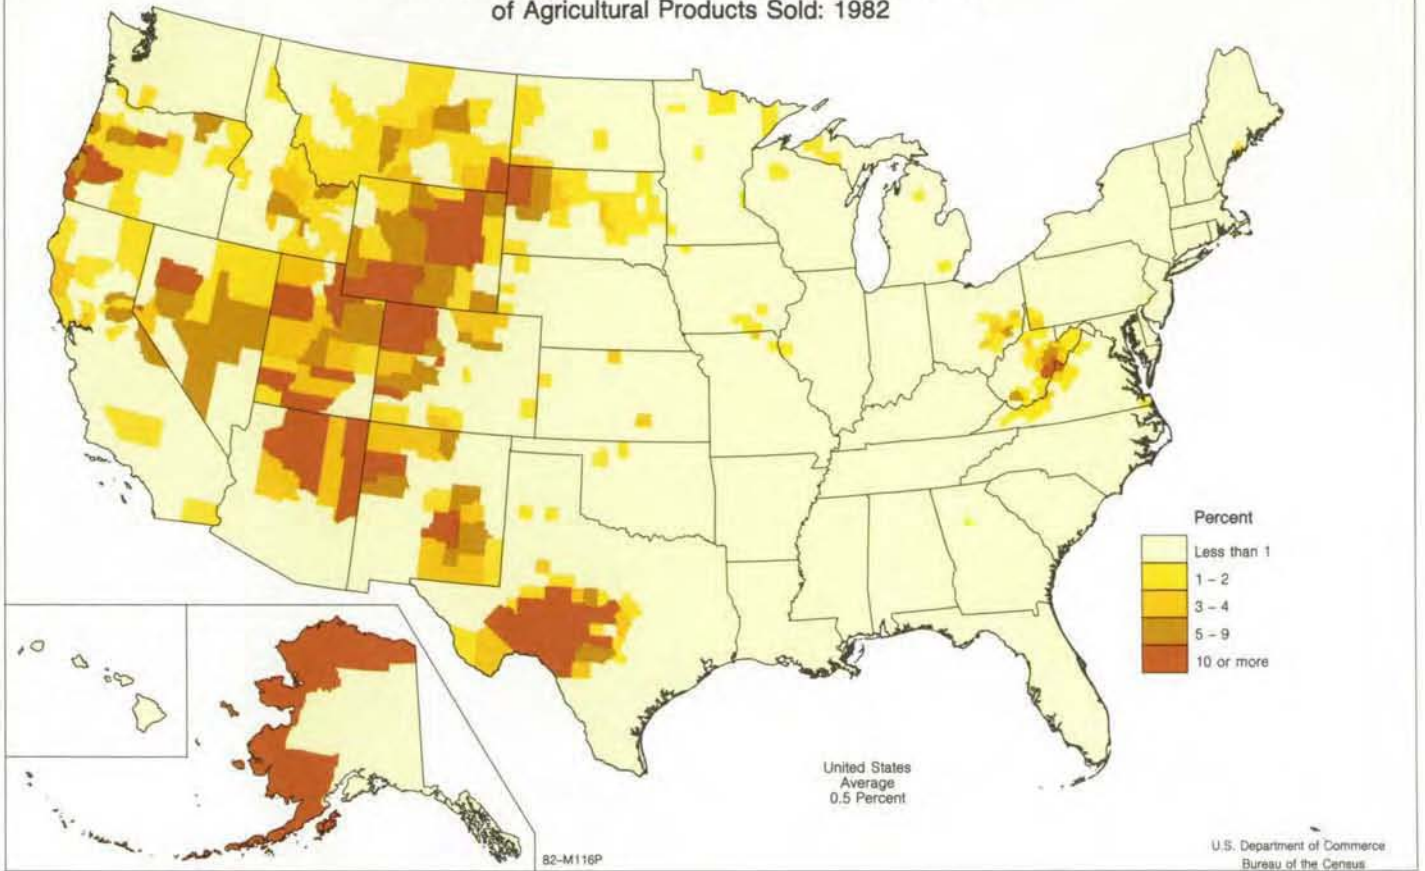 of Agricultural Products Sold: 1982
Percent
Less than 1
1 – 2
3 – 4
5 – 9
10 or more
United States
Average
0.5 Percent
82–M116P
U.S. Department of Commerce
Bureau of the Census